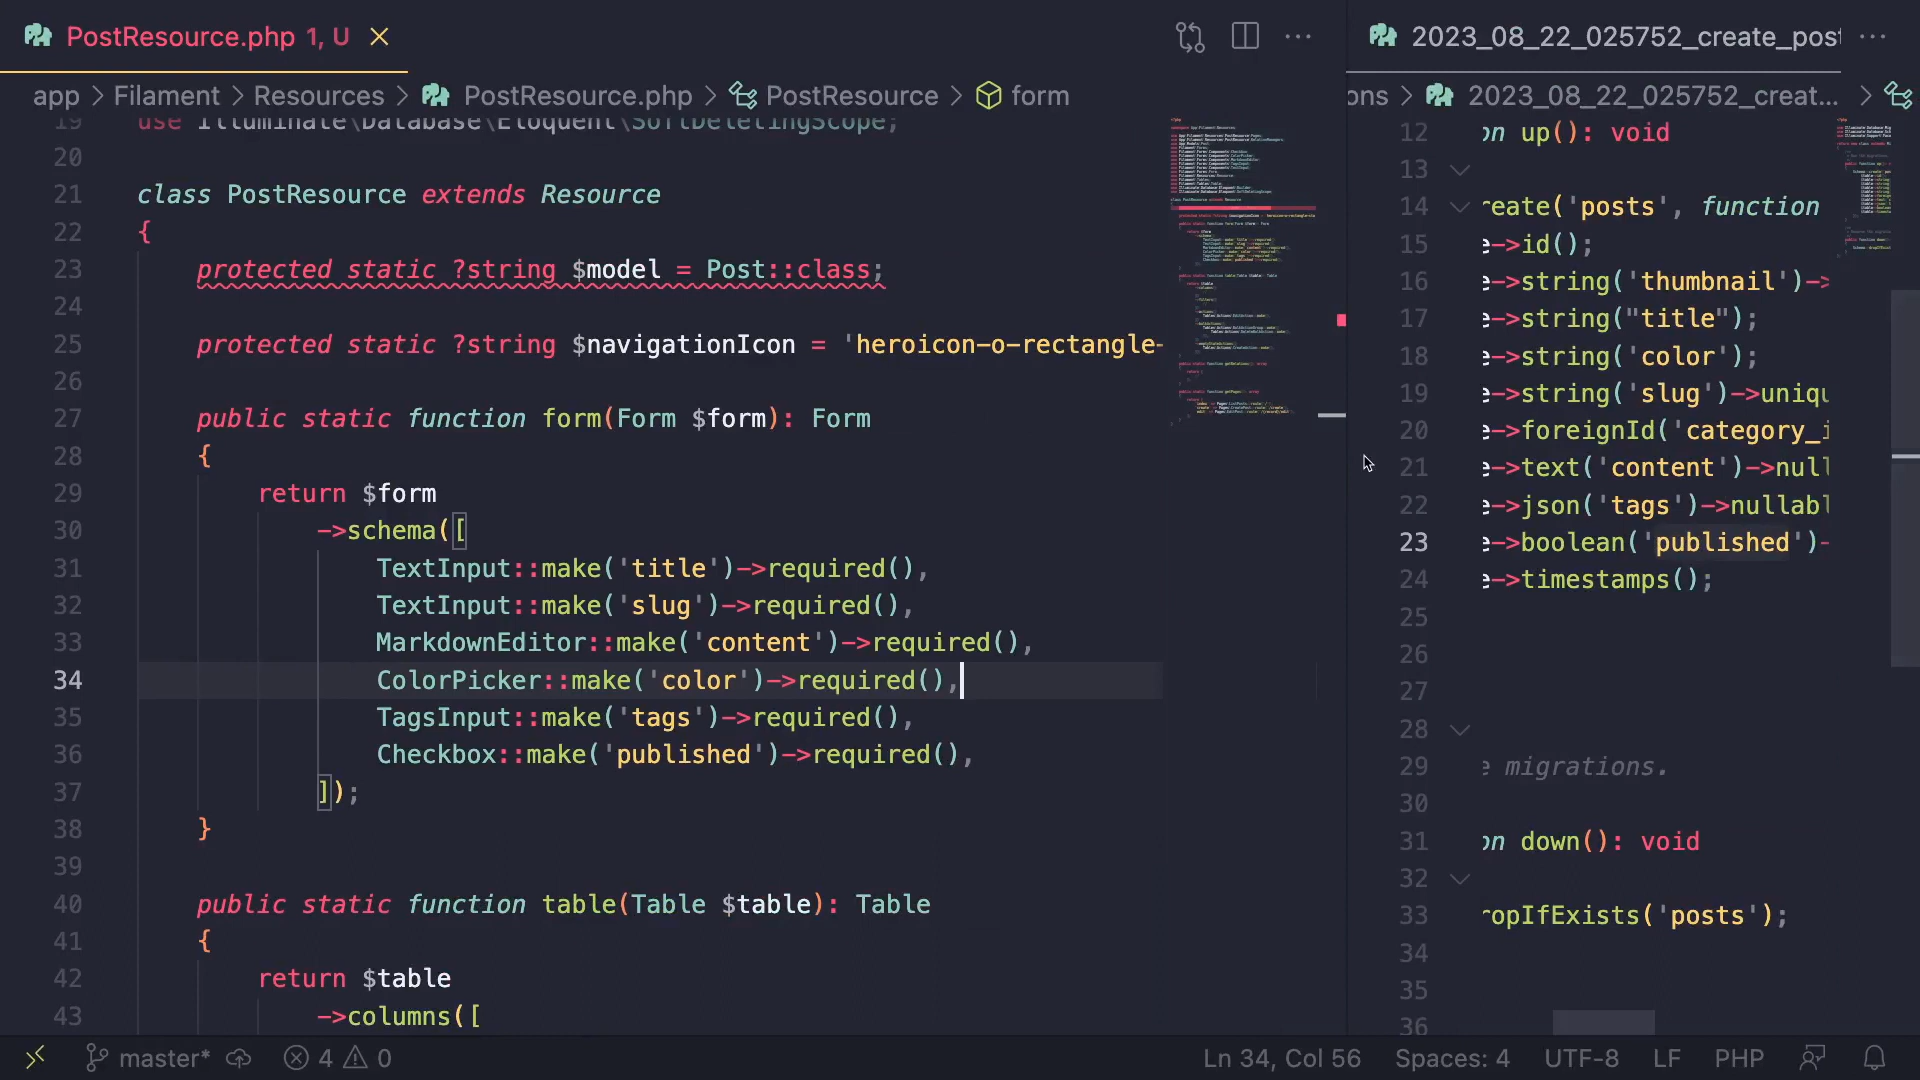 PostResource.php 1, U
2023_08_22_025752_create_post
app > Filament > Resources > PostResource.php > PostResource > form
ons > 2023_08_22_025752_creat... >
19 use Illuminate\Database\Eloquent\SoftDeletingScope;
20
21 class PostResource extends Resource
22 {
23 protected static ?string $model = Post::class;
24
25 protected static ?string $navigationIcon = 'heroicon-o-rectangle-
26
27 public static function form(Form $form): Form
28 {
29 return $form
30 ->schema([
31 TextInput::make('title')->required(),
32 TextInput::make('slug')->required(),
33 MarkdownEditor::make('content')->required(),
34 ColorPicker::make('color')->required(),
35 TagsInput::make('tags')->required(),
36 Checkbox::make('published')->required(),
37 ]);
38 }
39
40 public static function table(Table $table): Table
41 {
42 return $table
43 ->columns([
12 on up(): void
13
14 reate('posts', function
15 e->id();
16 e->string('thumbnail')->
17 e->string("title");
18 e->string('color');
19 e->string('slug')->uniqu
20 e->foreignId('category_i
21 e->text('content')->null
22 e->json('tags')->nullabl
23 e->boolean('published')-
24 e->timestamps();
25
26
27
28
29 e migrations.
30
31 on down(): void
32
33 ropIfExists('posts');
34
35
36
master* 4 0
Ln 34, Col 56 Spaces: 4 UTF-8 LF PHP